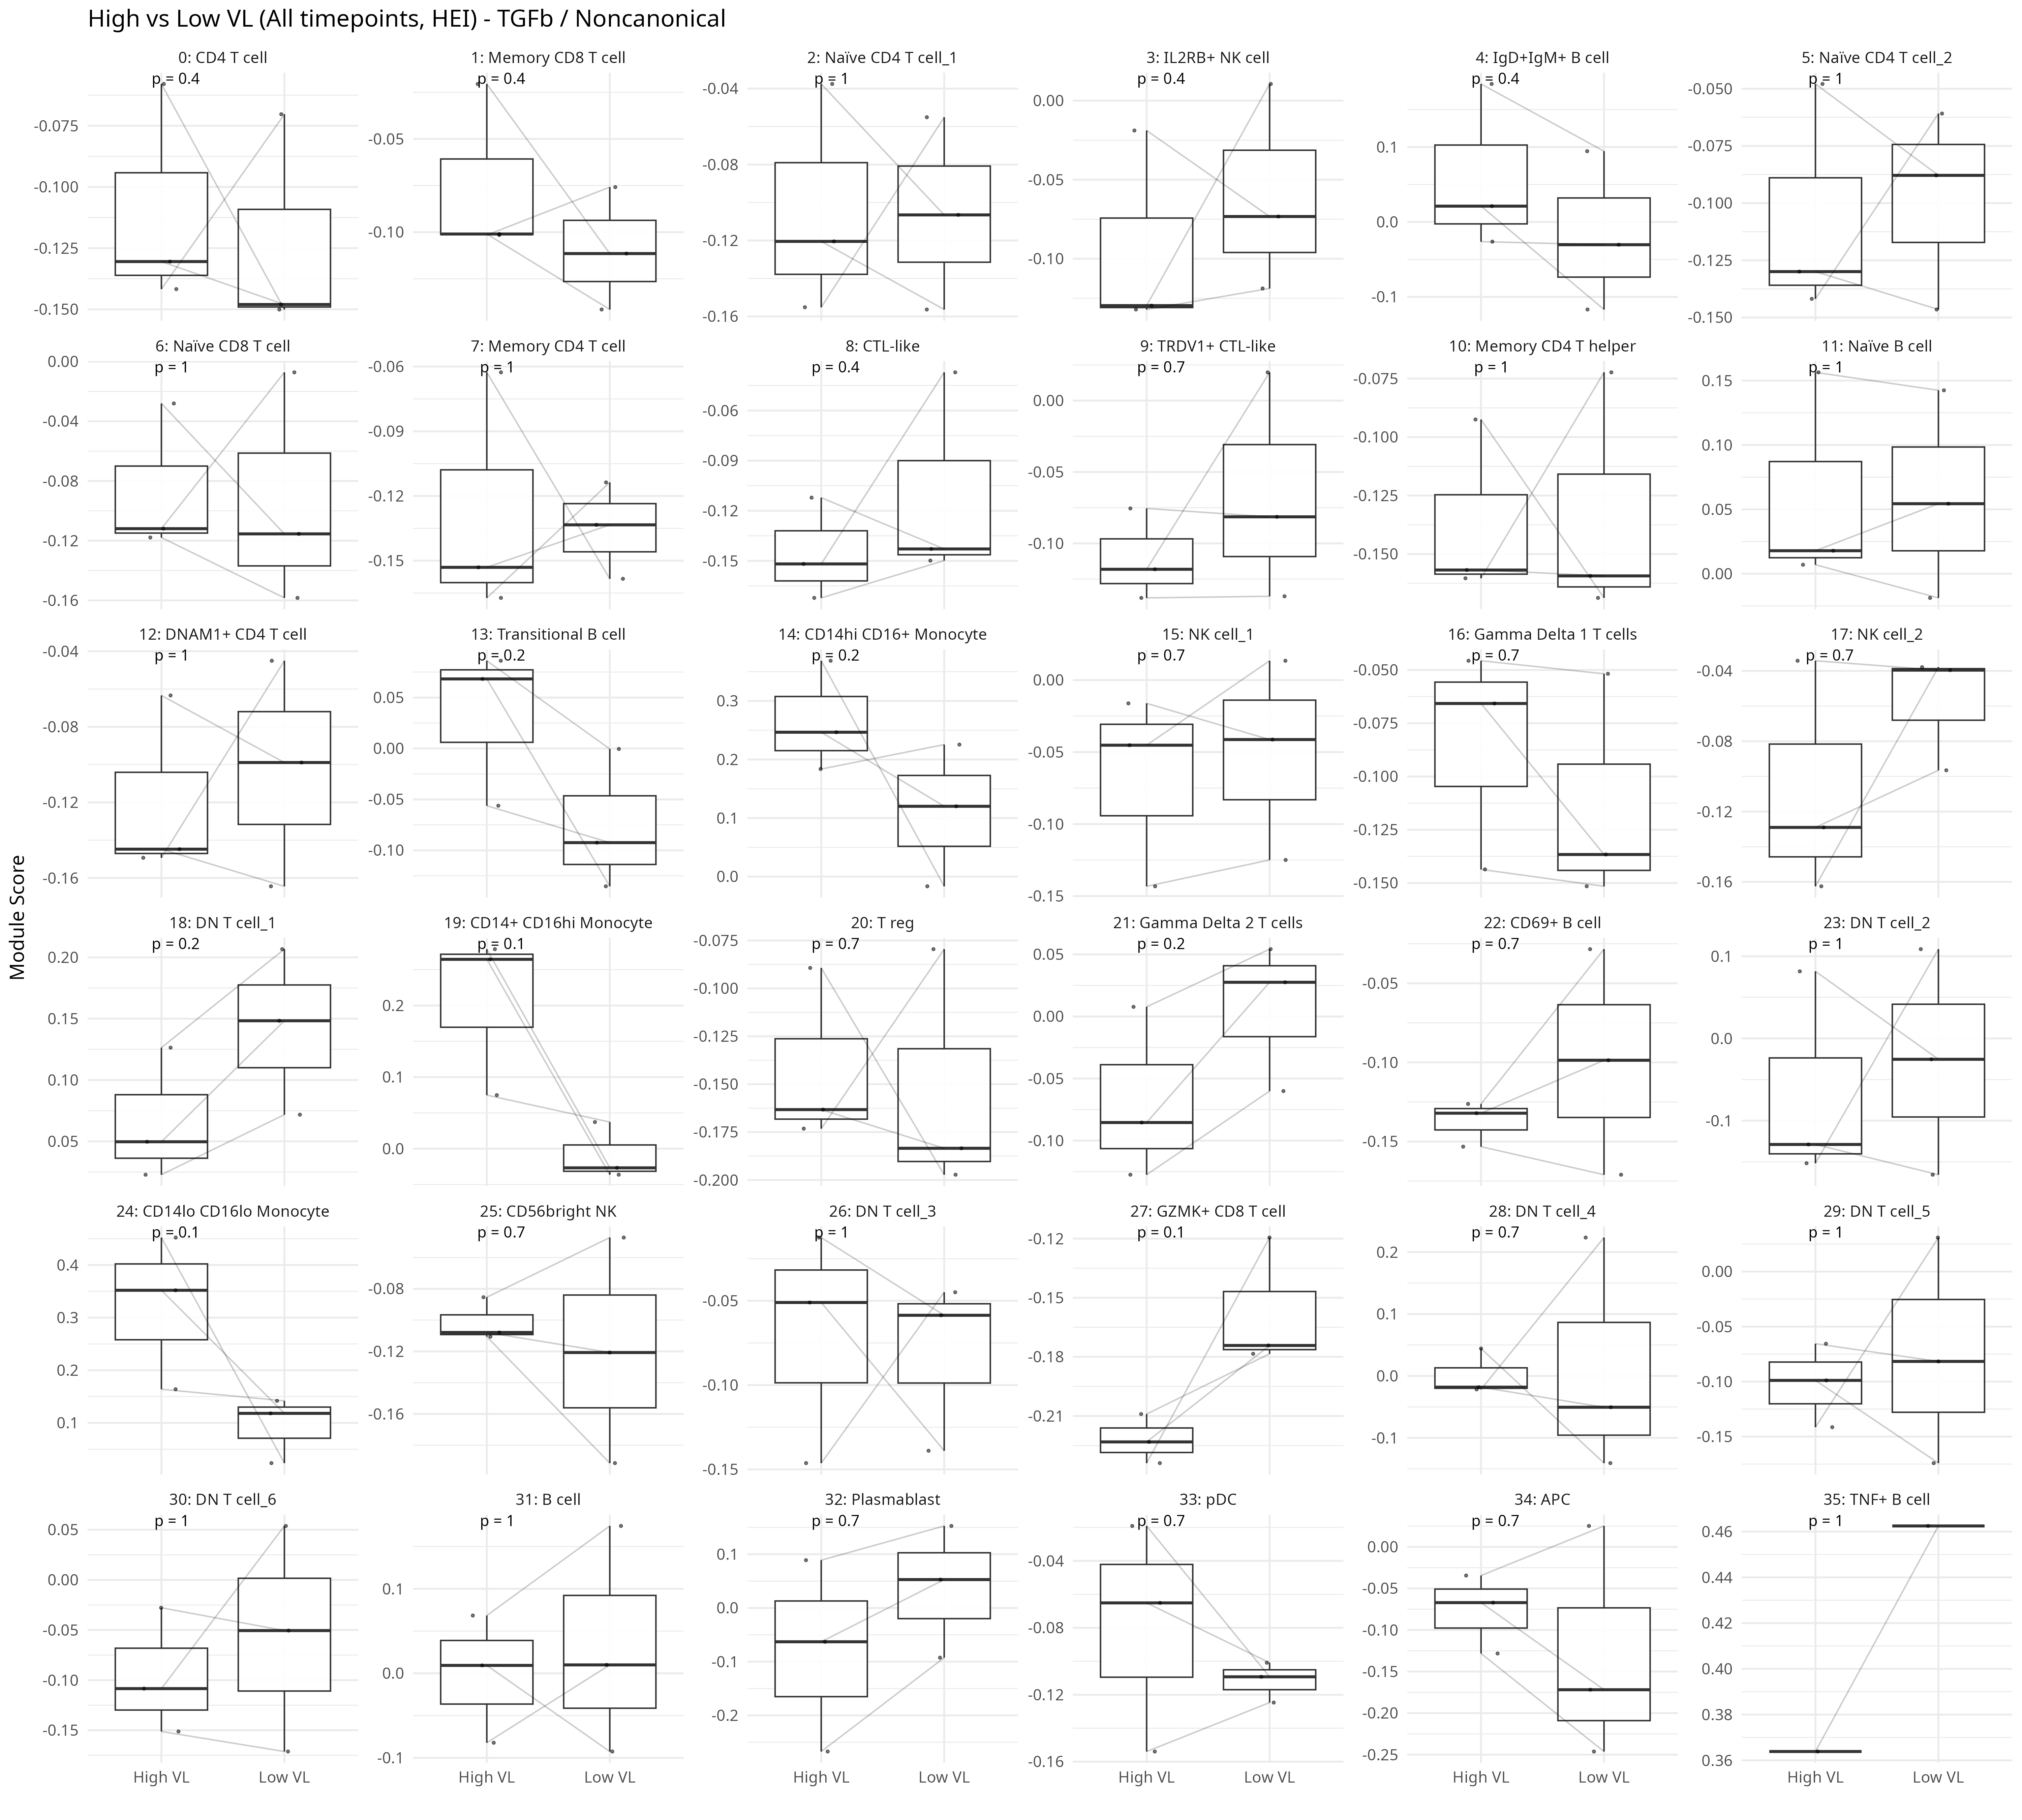 High vs Low VL (All timepoints, HEI) - TGFb / Noncanonical
0: CD4 T cell
p = 0.4
-0.075
-0.100
-0.125
-0.150
1: Memory CD8 T cell
p = 0.4
-0.05
-0.10
2: Naïve CD4 T cell_1
p = 1
-0.04
-0.08
-0.12
-0.16
3: IL2RB+ NK cell
p = 0.4
0.00
-0.05
-0.10
4: IgD+IgM+ B cell
p = 0.4
0.1
0.0
-0.1
5: Naïve CD4 T cell_2
p = 1
-0.050
-0.075
-0.100
-0.125
-0.150
6: Naïve CD8 T cell
p = 1
0.00
-0.04
-0.08
-0.12
-0.16
7: Memory CD4 T cell
p = 1
-0.06
-0.09
-0.12
-0.15
8: CTL-like
p = 0.4
-0.06
-0.09
-0.12
-0.15
9: TRDV1+ CTL-like
p = 0.7
0.00
-0.05
-0.10
10: Memory CD4 T helper
p = 1
-0.075
-0.100
-0.125
-0.150
11: Naïve B cell
p = 1
0.15
0.10
0.05
0.00
12: DNAM1+ CD4 T cell
p = 1
-0.04
-0.08
-0.12
-0.16
13: Transitional B cell
p = 0.2
0.05
0.00
-0.05
-0.10
14: CD14hi CD16+ Monocyte
p = 0.2
0.3
0.2
0.1
0.0
15: NK cell_1
p = 0.7
0.00
-0.05
-0.10
-0.15
16: Gamma Delta 1 T cells
p = 0.7
-0.050
-0.075
-0.100
-0.125
-0.150
17: NK cell_2
p = 0.7
-0.04
-0.08
-0.12
-0.16
Module Score
18: DN T cell_1
p = 0.2
0.20
0.15
0.10
0.05
19: CD14+ CD16hi Monocyte
p = 0.1
0.2
0.1
0.0
20: T reg
p = 0.7
-0.075
-0.100
-0.125
-0.150
-0.175
-0.200
21: Gamma Delta 2 T cells
p = 0.2
0.05
0.00
-0.05
-0.10
22: CD69+ B cell
p = 0.7
-0.05
-0.10
-0.15
23: DN T cell_2
p = 1
0.1
0.0
-0.1
24: CD14lo CD16lo Monocyte
p = 0.1
0.4
0.3
0.2
0.1
25: CD56bright NK
p = 0.7
-0.08
-0.12
-0.16
26: DN T cell_3
p = 1
-0.05
-0.10
-0.15
27: GZMK+ CD8 T cell
p = 0.1
-0.12
-0.15
-0.18
-0.21
28: DN T cell_4
p = 0.7
0.2
0.1
0.0
-0.1
29: DN T cell_5
p = 1
0.00
-0.05
-0.10
-0.15
30: DN T cell_6
p = 1
0.05
0.00
-0.05
-0.10
-0.15
31: B cell
p = 1
0.1
0.0
-0.1
32: Plasmablast
p = 0.7
0.1
0.0
-0.1
-0.2
33: pDC
p = 0.7
-0.04
-0.08
-0.12
-0.16
34: APC
p = 0.7
0.00
-0.05
-0.10
-0.15
-0.20
-0.25
35: TNF+ B cell
p = 1
0.46
0.44
0.42
0.40
0.38
0.36
High VL Low VL High VL Low VL High VL Low VL High VL Low VL High VL Low VL High VL Low VL